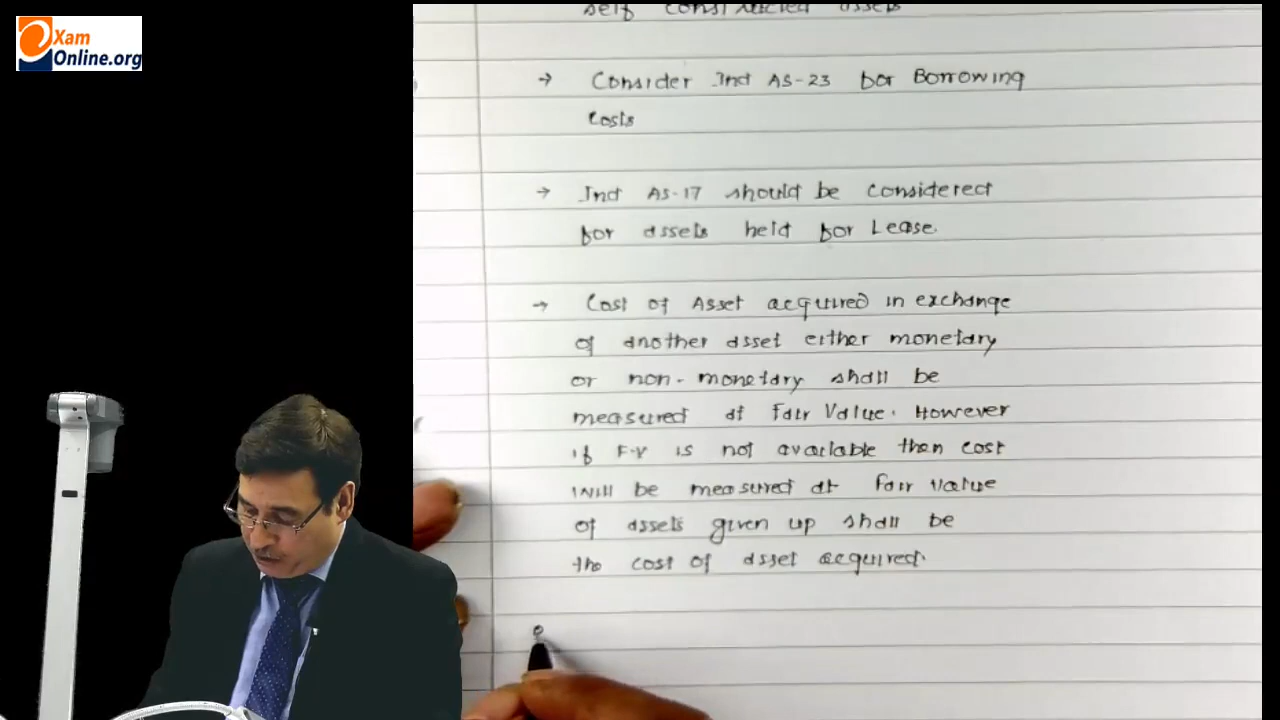 Xam
Online.org
self constructed assets
→ Consider Ind AS-23 for Borrowing
costs
→ Ind AS-17 should be considered
for assets held for Lease.
→ Cost of Asset acquired in exchange
of another asset either monetary
or non-monetary shall be
measured at Fair Value. However
if F.V is not available then cost
will be measured at fair value
of assets given up shall be
the cost of asset acquired.